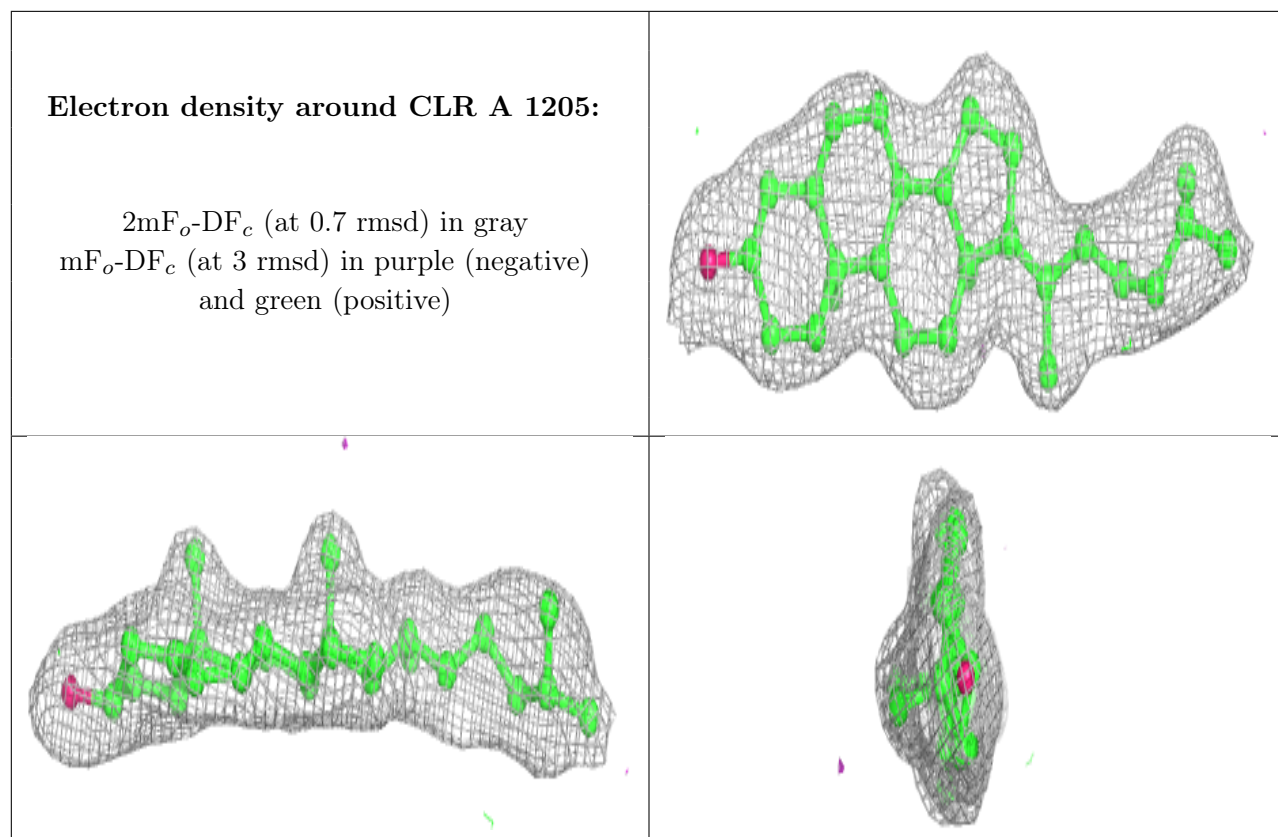 Electron density around CLR A 1205:
2mFo-DFc (at 0.7 rmsd) in gray
mFo-DFc (at 3 rmsd) in purple (negative)
and green (positive)